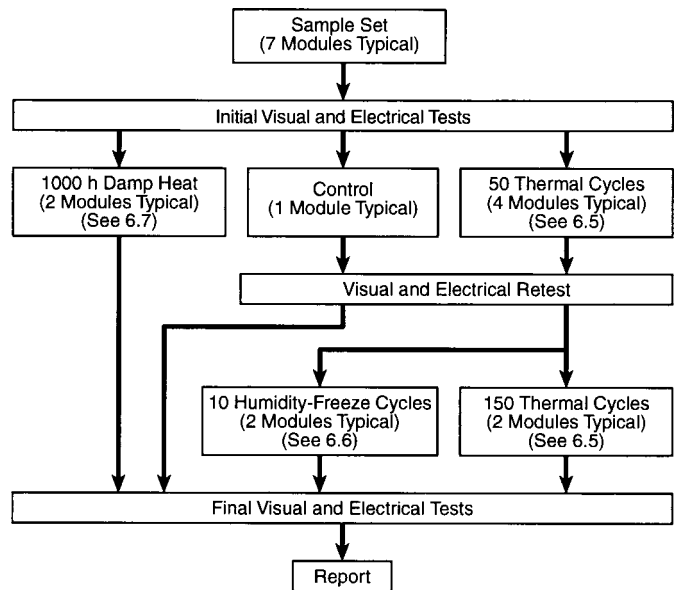 Sample Set
(7 Modules Typical)
Initial Visual and Electrical Tests
1000 h Damp Heat
(2 Modules Typical)
(See 6.7)
Control
(1 Module Typical)
50 Thermal Cycles
(4 Modules Typical)
(See 6.5)
Visual and Electrical Retest
10 Humidity-Freeze Cycles
(2 Modules Typical)
(See 6.6)
150 Thermal Cycles
(2 Modules Typical)
(See 6.5)
Final Visual and Electrical Tests
Report